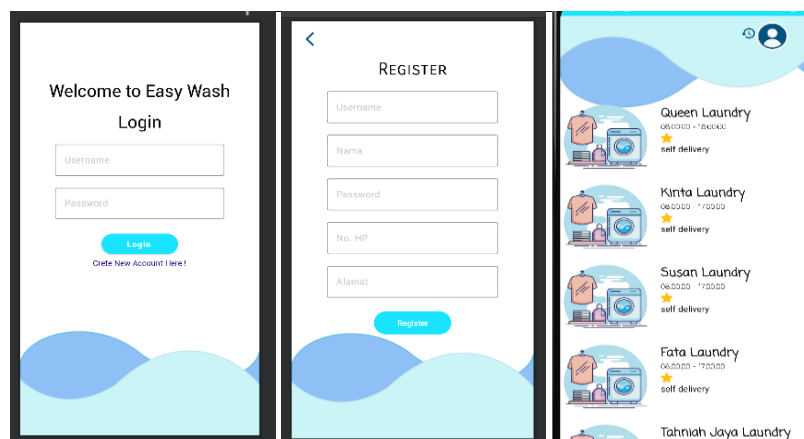 Welcome to Easy Wash
Login
Username
Password
Login
Crete New Account Here !
REGISTER
Username
Nama
Password
No. HP
Alamat
Register
Queen Laundry
self delivery
Kinta Laundry
self delivery
Susan Laundry
self delivery
Fata Laundry
self delivery
Tahniah Jaya Laundry